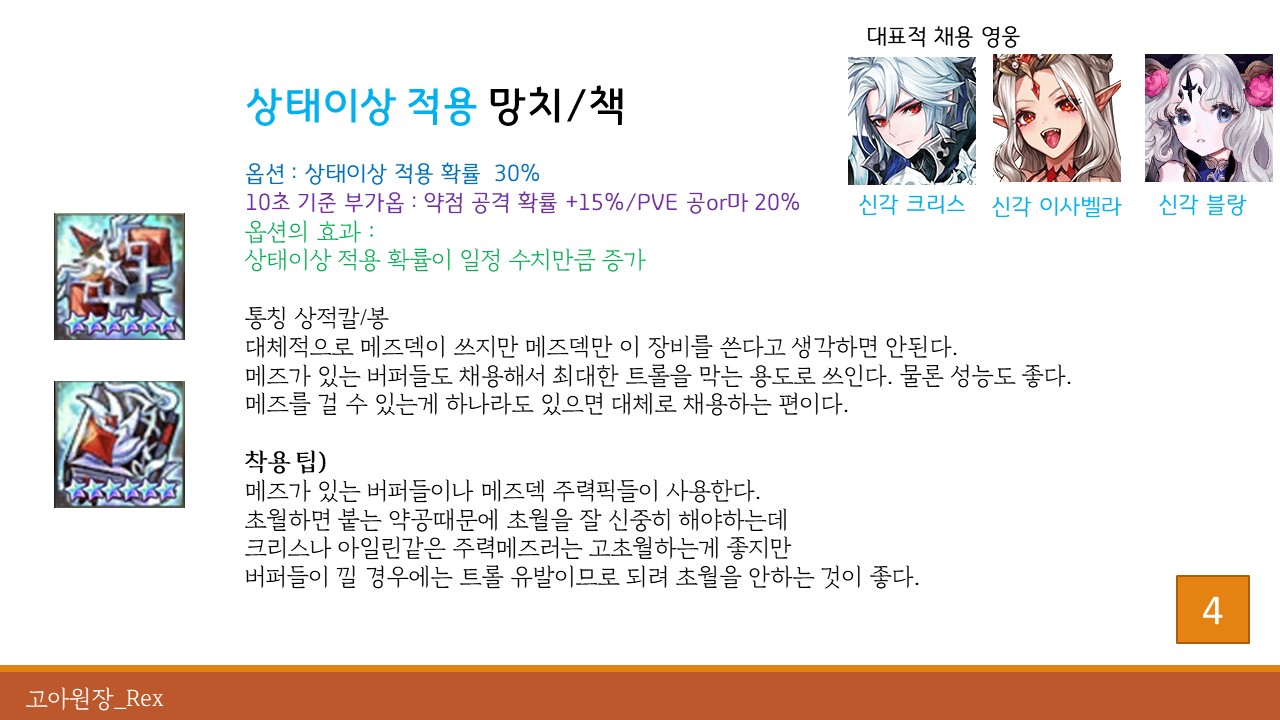 대표적 채용 영웅
상태이상 적용 망치/책
신각 크리스 신각 이사벨라 신각 블랑
옵션 : 상태이상 적용 확률  30%
10초 기준 부가옵 : 약점 공격 확률 +15%/PVE 공or마 20%
옵션의 효과 :
상태이상 적용 확률이 일정 수치만큼 증가
통칭 상적칼/봉
대체적으로 메즈덱이 쓰지만 메즈덱만 이 장비를 쓴다고 생각하면 안된다.
메즈가 있는 버퍼들도 채용해서 최대한 트롤을 막는 용도로 쓰인다. 물론 성능도 좋다.
메즈를 걸 수 있는게 하나라도 있으면 대체로 채용하는 편이다.
착용 팁)
메즈가 있는 버퍼들이나 메즈덱 주력픽들이 사용한다.
초월하면 붙는 약공때문에 초월을 잘 신중히 해야하는데
크리스나 아일린같은 주력메즈러는 고초월하는게 좋지만
버퍼들이 낄 경우에는 트롤 유발이므로 되려 초월을 안하는 것이 좋다.
4
고아원장_Rex